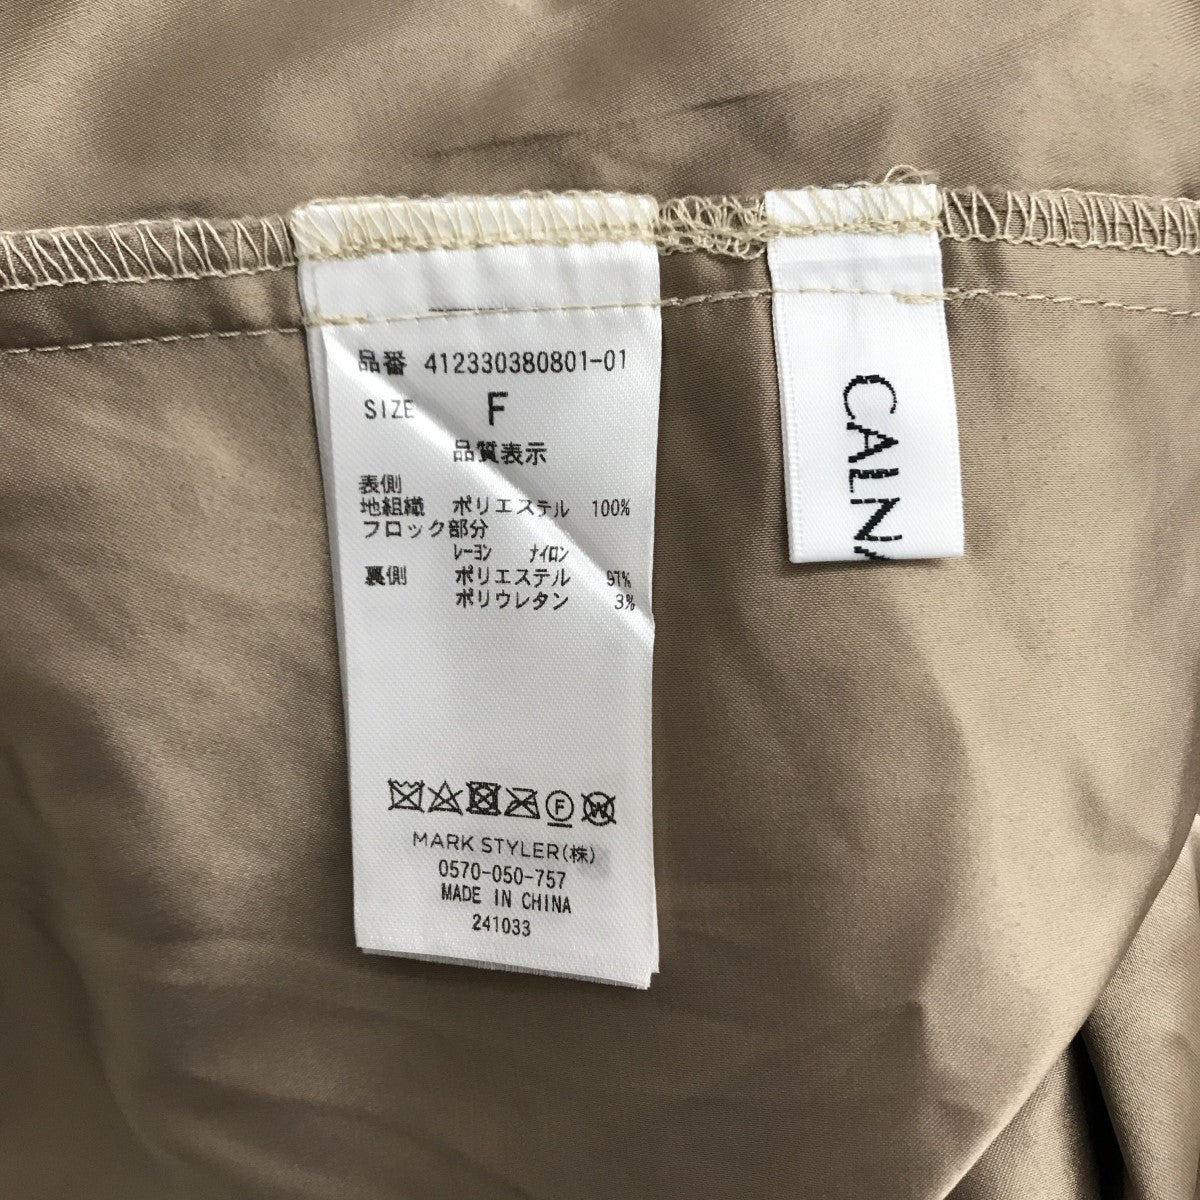 品番 412330380801-01
SIZE F
品質表示
表側
地組織 ポリエステル 100%
フロック部分
レーヨン ナイロン
裏側 ポリエステル 97%
ポリウレタン 3%
F W
MARK STYLER(株)
0570-050-757
MADE IN CHINA
241033
CALN